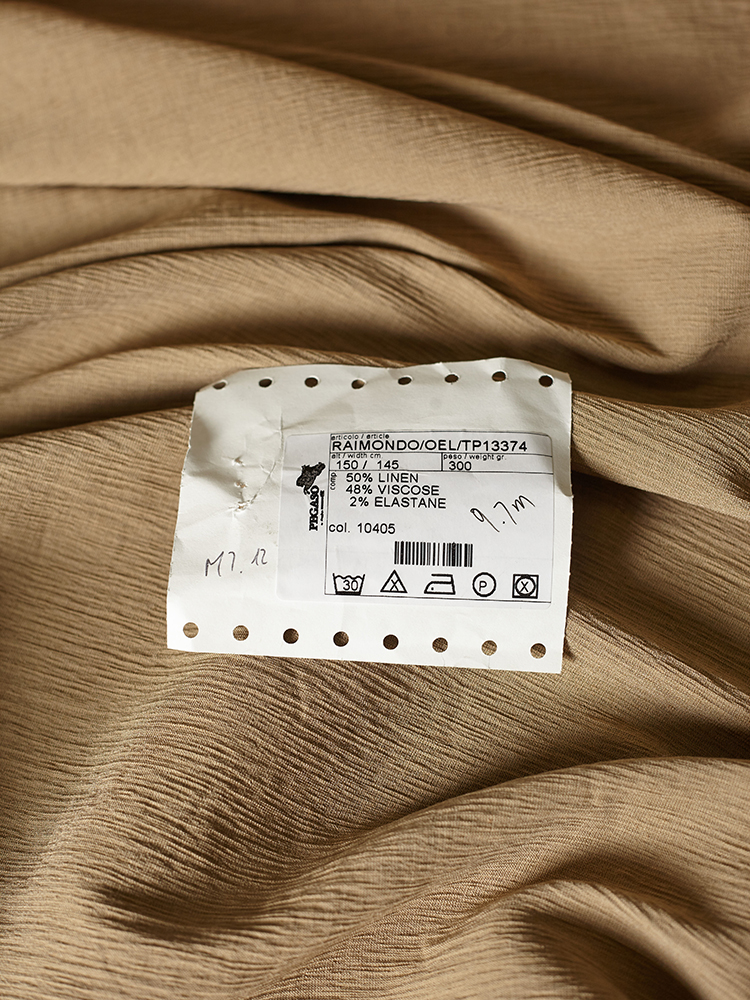 articolo / article
RAIMONDO/OEL/TP13374
alt / width cm
peso / weight gr.
150 / 145
300
comp.
50% LINEN
48% VISCOSE
2% ELASTANE
col. 10405
PEGASO
9.7m
M7.12
30
P